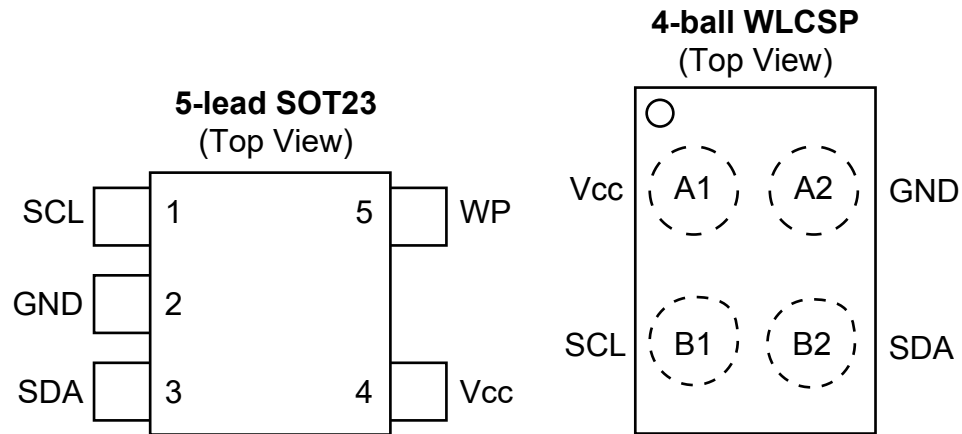 5-lead SOT23
(Top View)
SCL 1 5 WP
GND 2
SDA 3 4 Vcc
4-ball WLCSP
(Top View)
Vcc A1 A2 GND
SCL B1 B2 SDA